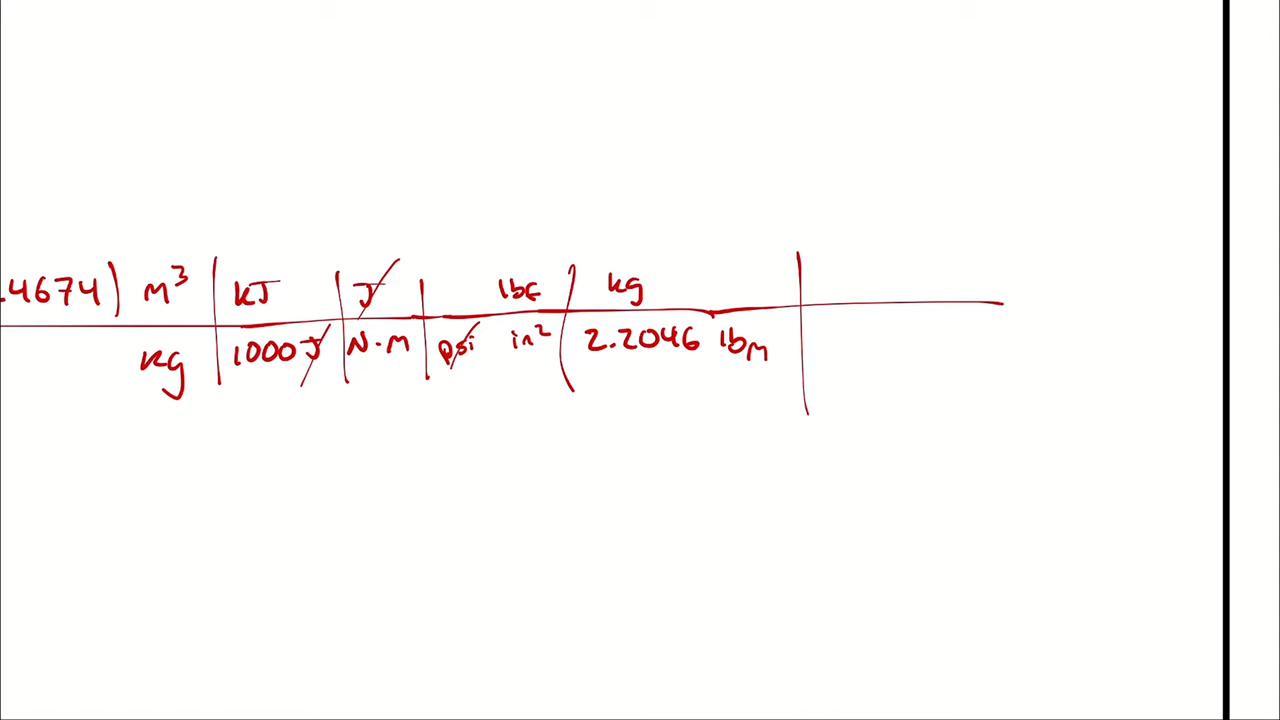 .4674) m³ | kJ | J | lbf | kg |
kg | 1000 J | N·m | psi in² | 2.2046 lbm |